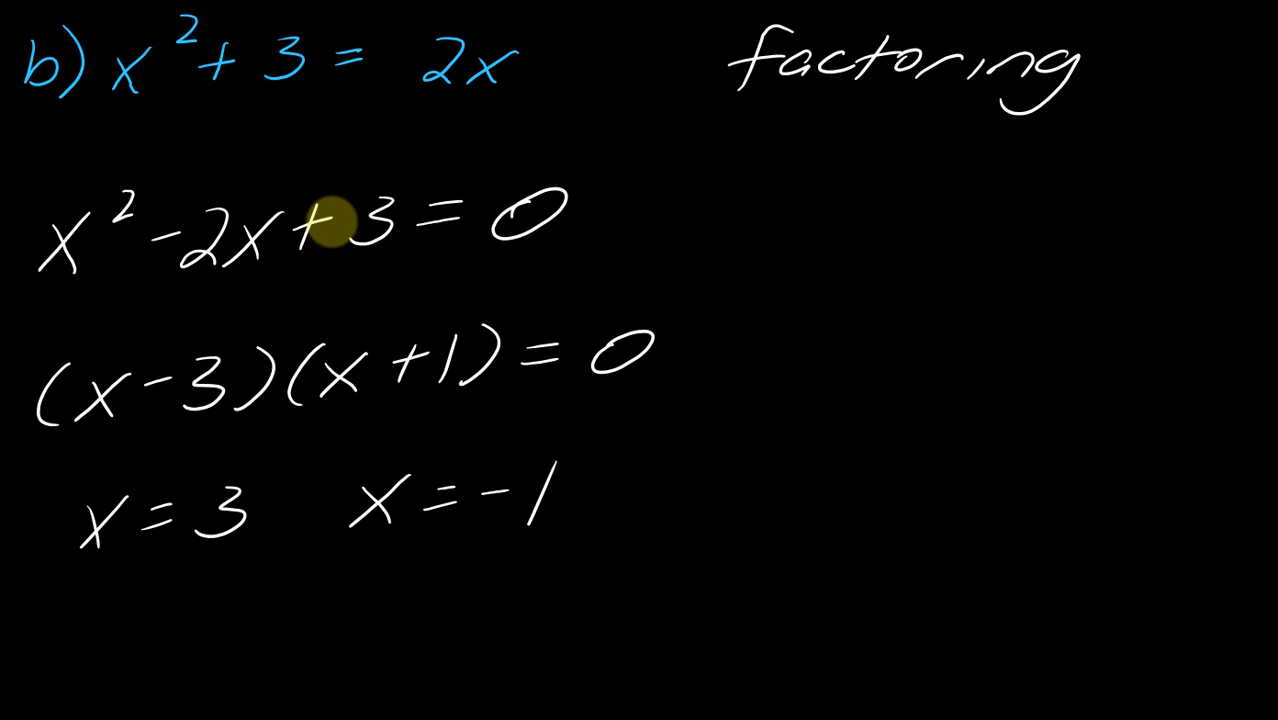 b) x² + 3 = 2x factoring
x² - 2x + 3 = 0
(x - 3)(x + 1) = 0
x = 3 x = -1